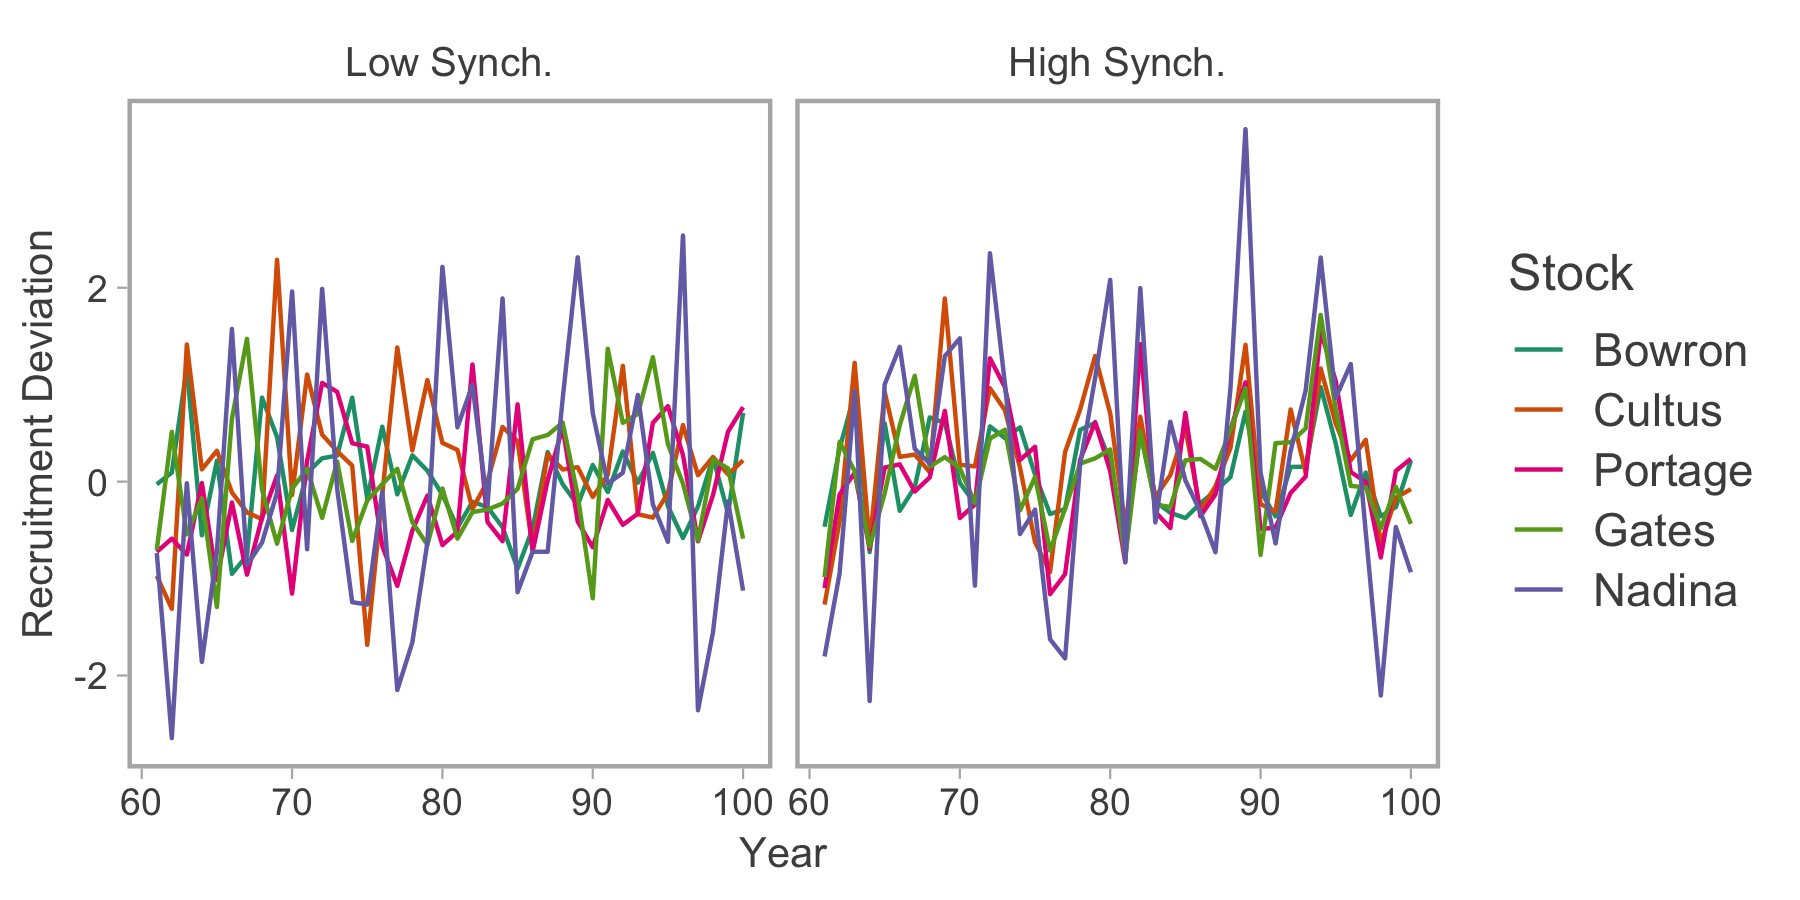 Low Synch.
High Synch.
Recruitment Deviation
2
0
-2
60 70 80 90 100
60 70 80 90 100
Year
Stock
Bowron
Cultus
Portage
Gates
Nadina